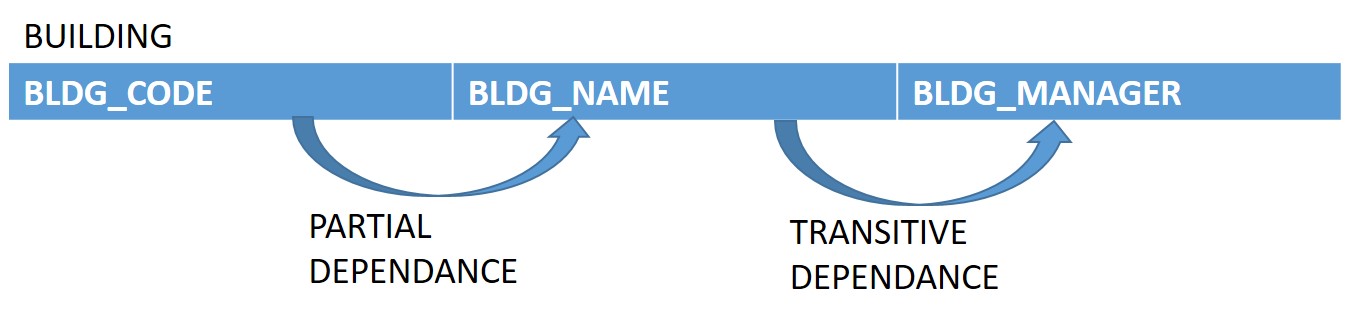 BUILDING
BLDG_CODE
BLDG_NAME
BLDG_MANAGER
PARTIAL
DEPENDANCE
TRANSITIVE
DEPENDANCE